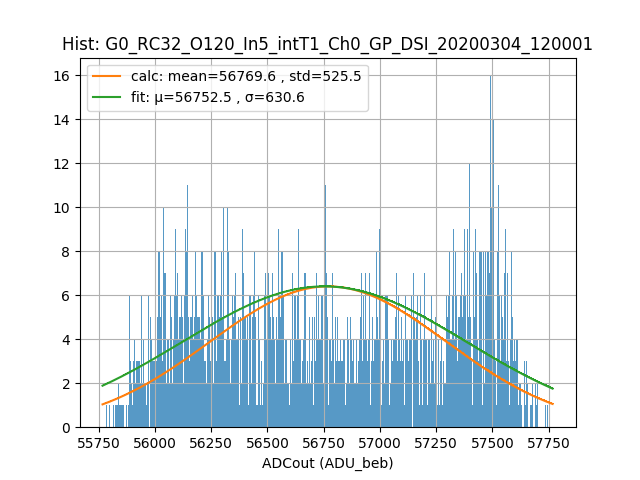 Hist: G0_RC32_O120_In5_intT1_Ch0_GP_DSI_20200304_120001
calc: mean=56769.6 , std=525.5
fit: μ=56752.5 , σ=630.6
16
14
12
10
8
6
4
2
0
55750 56000 56250 56500 56750 57000 57250 57500 57750
ADCout (ADU_beb)